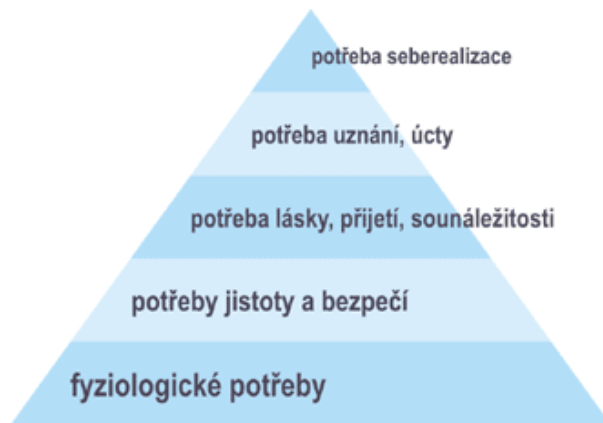 potřeba seberealizace
potřeba uznání, úcty
potřeba lásky, přijetí, sounáležitosti
potřeby jistoty a bezpečí
fyziologické potřeby